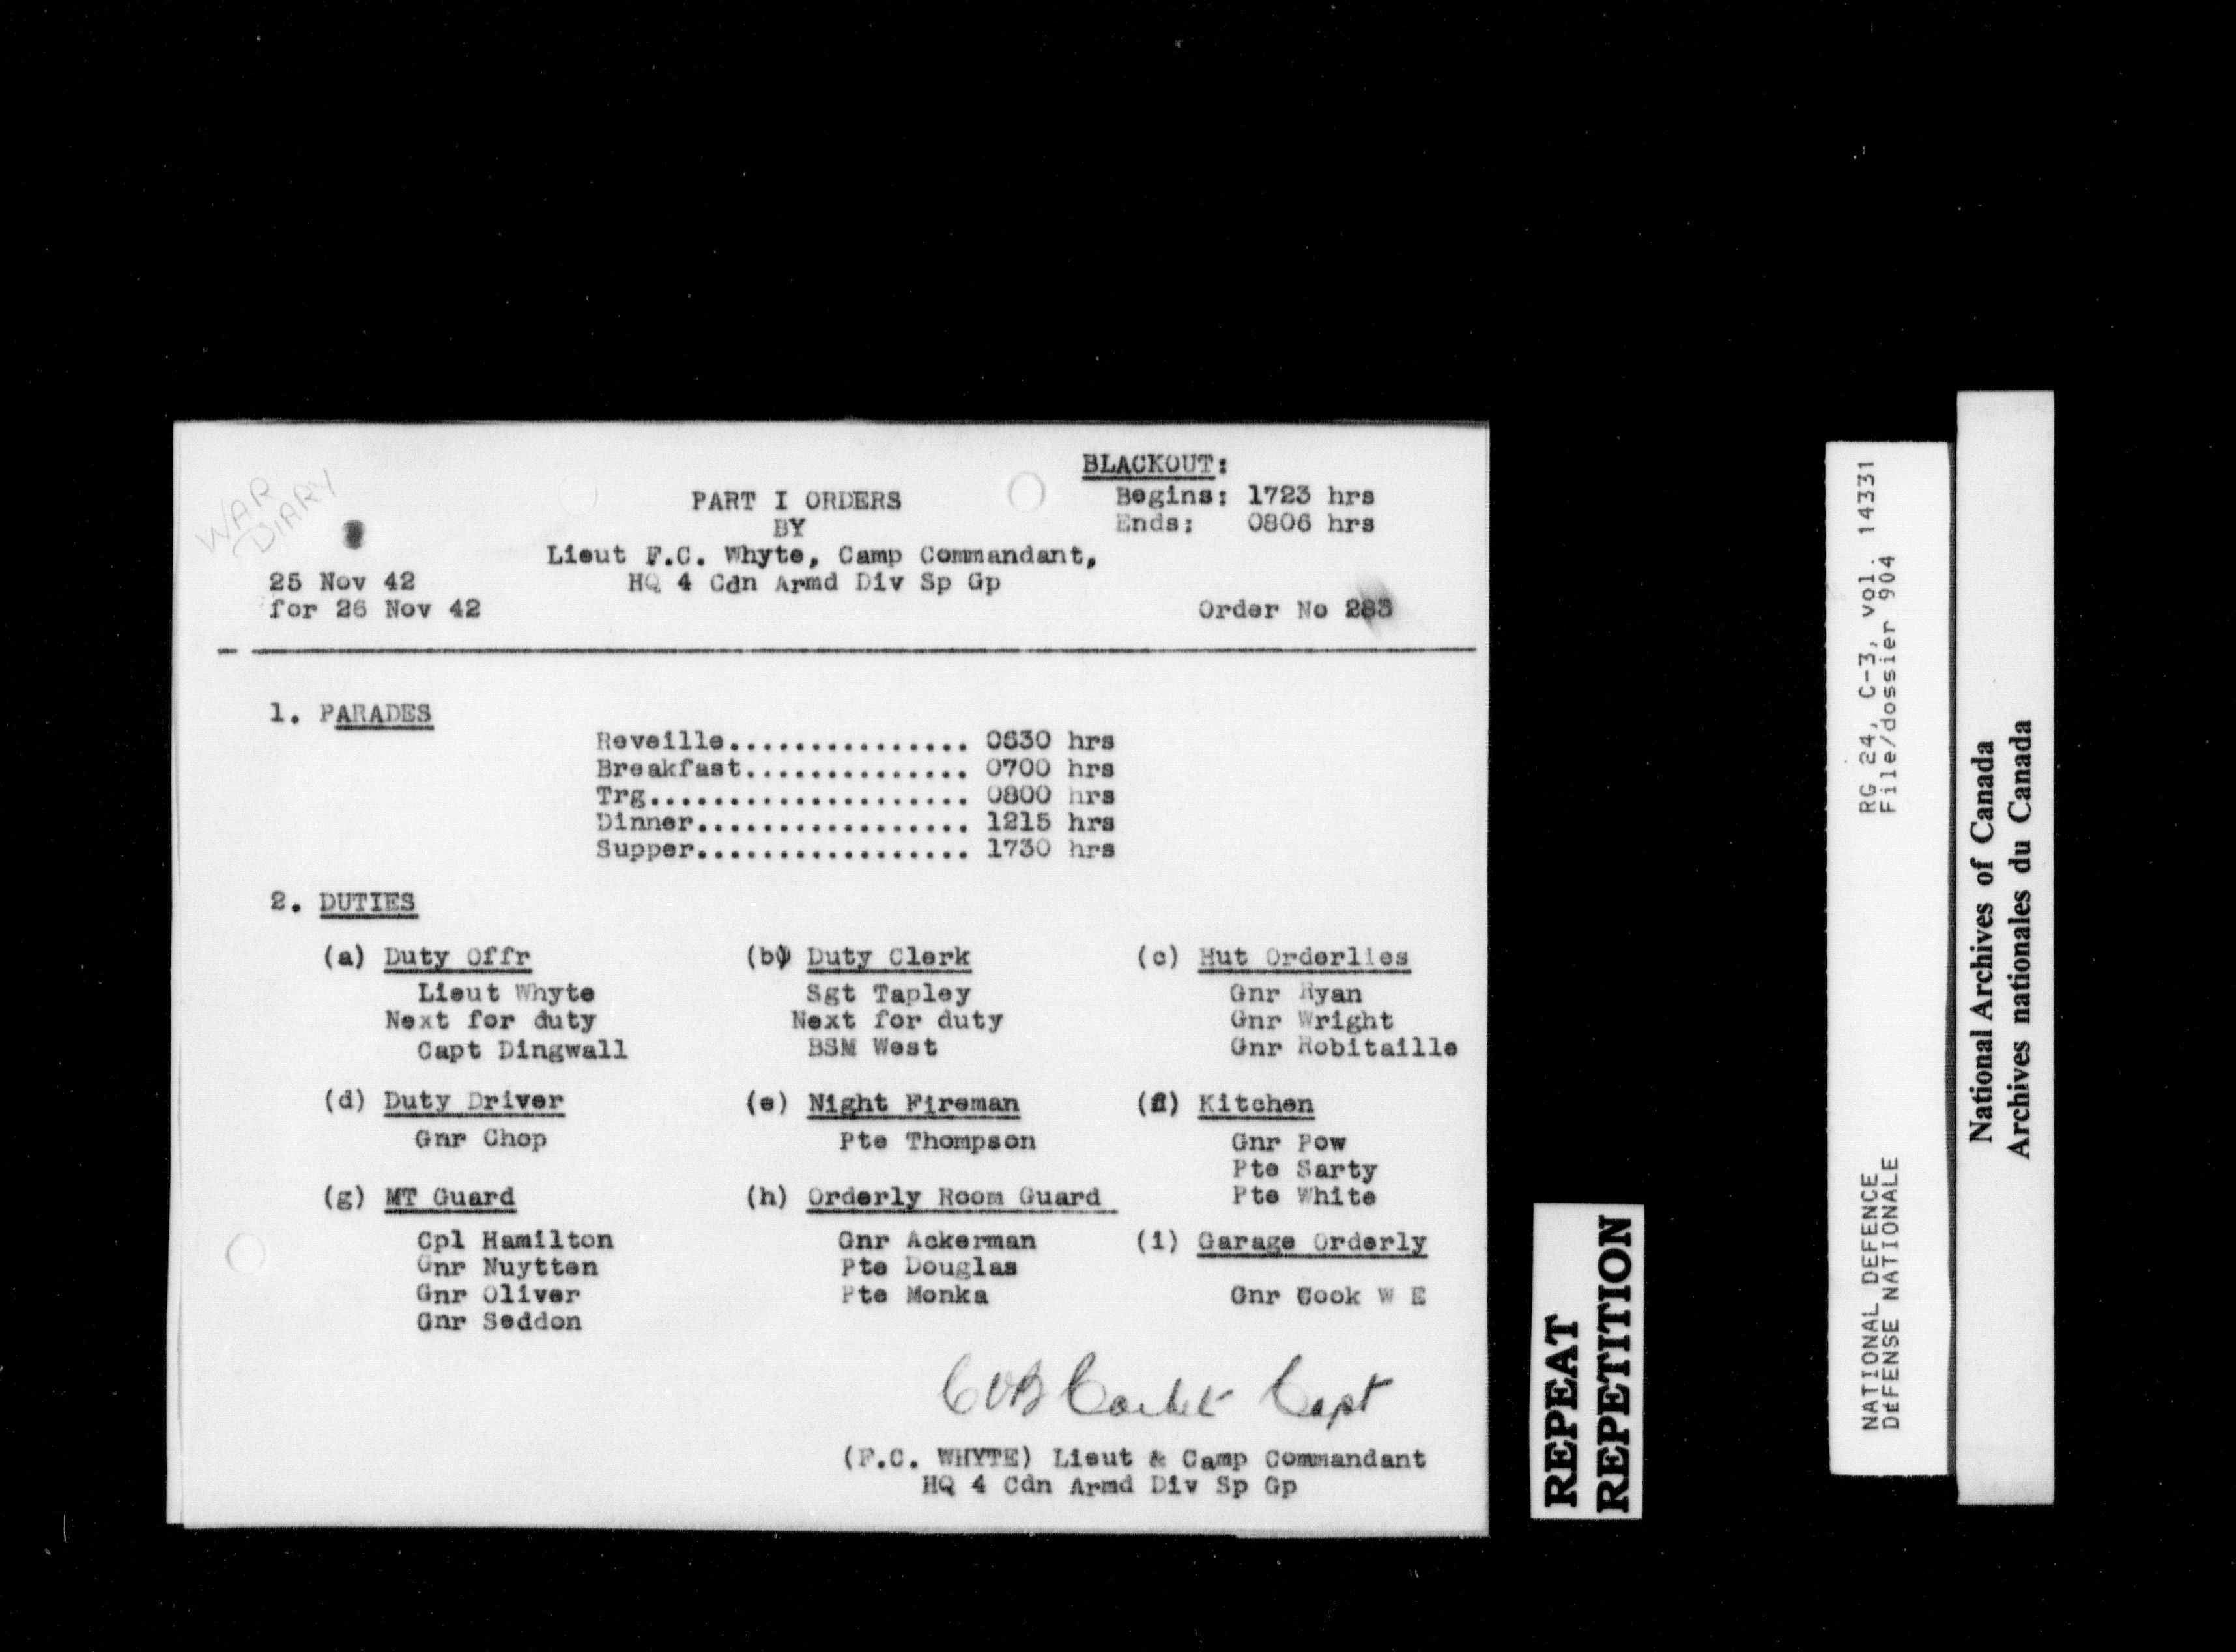 WAR
DIARY
BLACKOUT:
Begins: 1723 hrs
Ends: 0806 hrs
PART I ORDERS
BY
Lieut F.C. Whyte, Camp Commandant,
HQ 4 Cdn Armd Div Sp Gp
25 Nov 42
for 26 Nov 42
Order No 283
1. PARADES
Reveille............... 0630 hrs
Breakfast.............. 0700 hrs
Trg.................... 0800 hrs
Dinner................. 1215 hrs
Supper................. 1730 hrs
2. DUTIES
(a) Duty Offr
Lieut Whyte
Next for duty
Capt Dingwall
(b) Duty Clerk
Sgt Tapley
Next for duty
BSM West
(c) Hut Orderlies
Gnr Ryan
Gnr Wright
Gnr Robitaille
(d) Duty Driver
Gnr Chop
(e) Night Fireman
Pte Thompson
(f) Kitchen
Gnr Pow
Pte Sarty
Pte White
(g) MT Guard
Cpl Hamilton
Gnr Nuytten
Gnr Oliver
Gnr Seddon
(h) Orderly Room Guard
Gnr Ackerman
Pte Douglas
Pte Monka
(i) Garage Orderly
Gnr Cook W E
Capt
(F.C. WHYTE) Lieut & Camp Commandant
HQ 4 Cdn Armd Div Sp Gp
REPEAT
REPETITION
NATIONAL DEFENCE RG 24, C-3, vol. 14331
DÉFENSE NATIONALE File/dossier 904
National Archives of Canada
Archives nationales du Canada